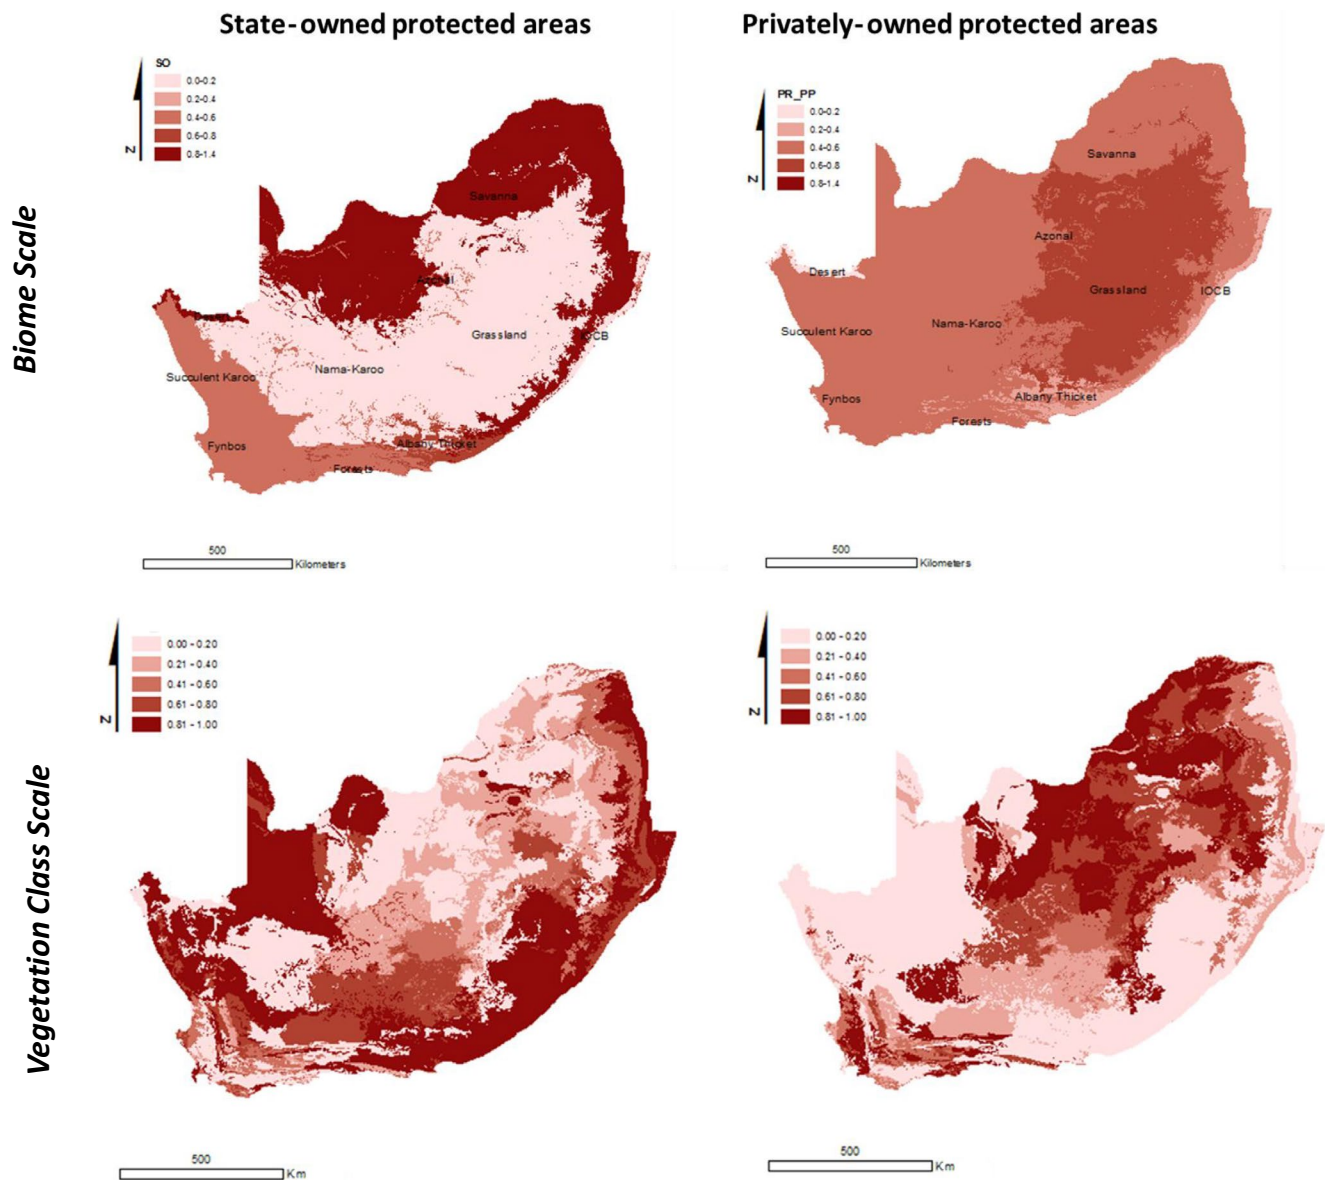 State-owned protected areas
Privately-owned protected areas
Biome Scale
N
SO
0.0-0.2
0.2-0.4
0.4-0.6
0.6-0.8
0.8-1.4
Savanna
Grassland
Nama-Karoo
Succulent Karoo
Fynbos
Albany Thicket
Forests
500
Kilometers
N
PR_PP
0.0-0.2
0.2-0.4
0.4-0.6
0.6-0.8
0.8-1.4
Savanna
Azonal
Desert
Grassland
IOCB
Succulent Karoo
Nama-Karoo
Fynbos
Albany Thicket
Forests
500
Kilometers
Vegetation Class Scale
N
0.00 - 0.20
0.21 - 0.40
0.41 - 0.60
0.61 - 0.80
0.81 - 1.00
500
Km
N
0.00 - 0.20
0.21 - 0.40
0.41 - 0.60
0.61 - 0.80
0.81 - 1.00
500
Km